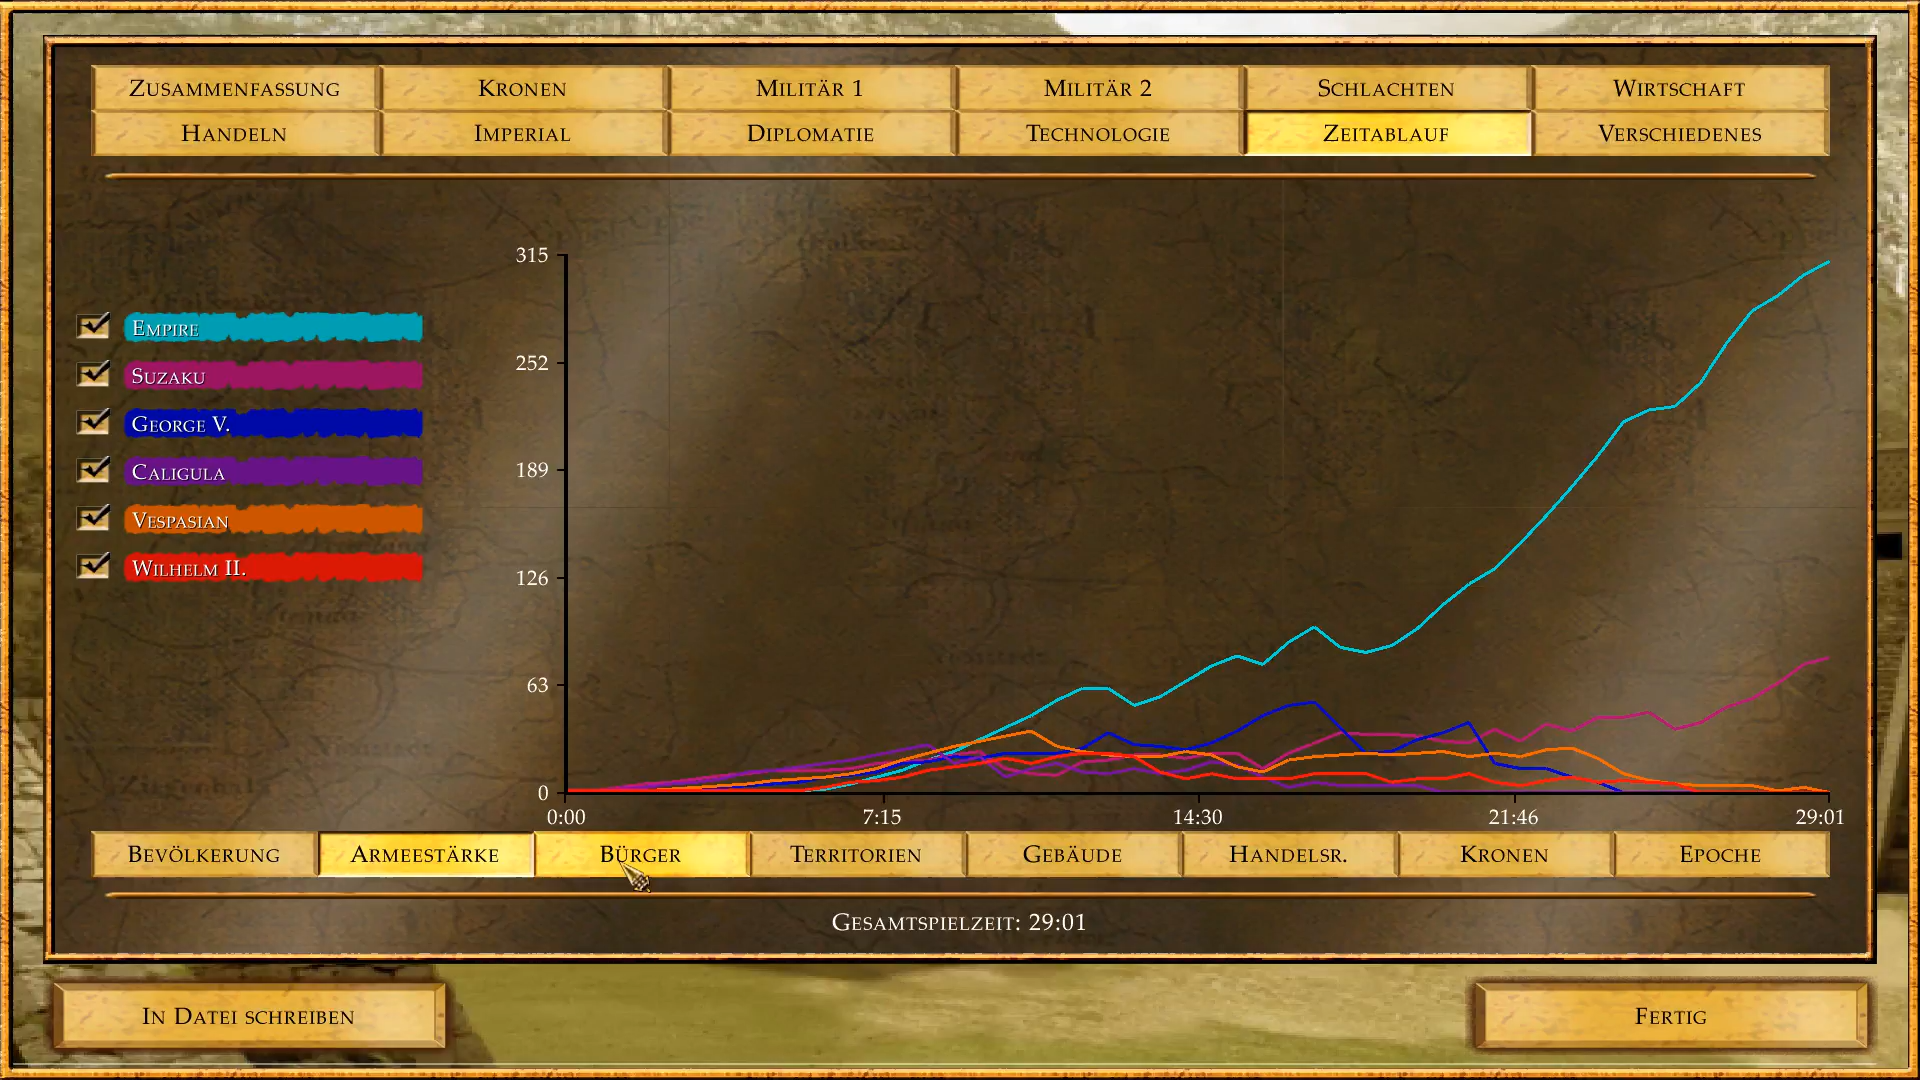 Zusammenfassung Kronen Militär 1 Militär 2 Schlachten Wirtschaft
Handeln Imperial Diplomatie Technologie Zeitablauf Verschiedenes
Empire
Suzaku
George V.
Caligula
Vespasian
Wilhelm II.
315
252
189
126
63
0
0:00 7:15 14:30 21:46 29:01
Bevölkerung Armeestärke Bürger Territorien Gebäude Handelsr. Kronen Epoche
Gesamtspielzeit: 29:01
In Datei schreiben Fertig